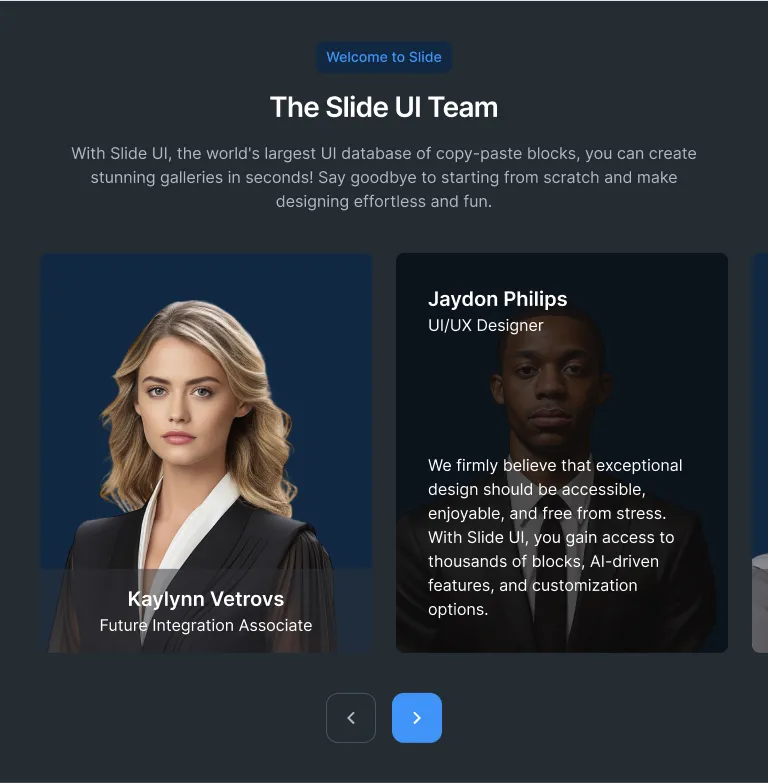 Welcome to Slide
The Slide UI Team
With Slide UI, the world's largest UI database of copy-paste blocks, you can create
stunning galleries in seconds! Say goodbye to starting from scratch and make
designing effortless and fun.
Kaylynn Vetrovs
Future Integration Associate
Jaydon Philips
UI/UX Designer
We firmly believe that exceptional
design should be accessible,
enjoyable, and free from stress.
With Slide UI, you gain access to
thousands of blocks, AI-driven
features, and customization
options.